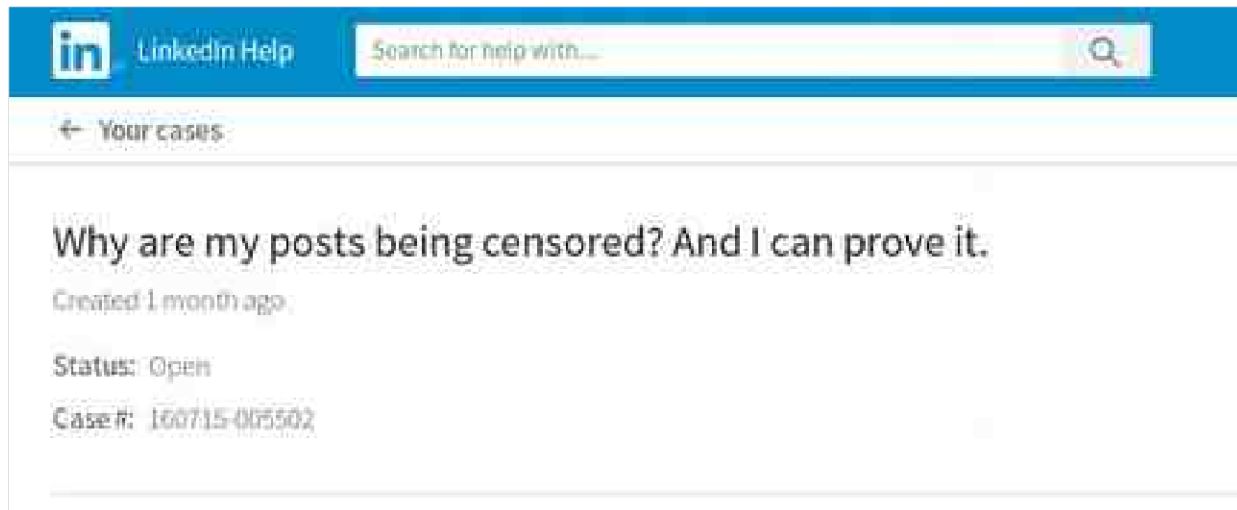 in LinkedIn Help Search for help with...
← Your cases
Why are my posts being censored? And I can prove it.
Created 1 month ago
Status: Open
Case #: 160715-005502